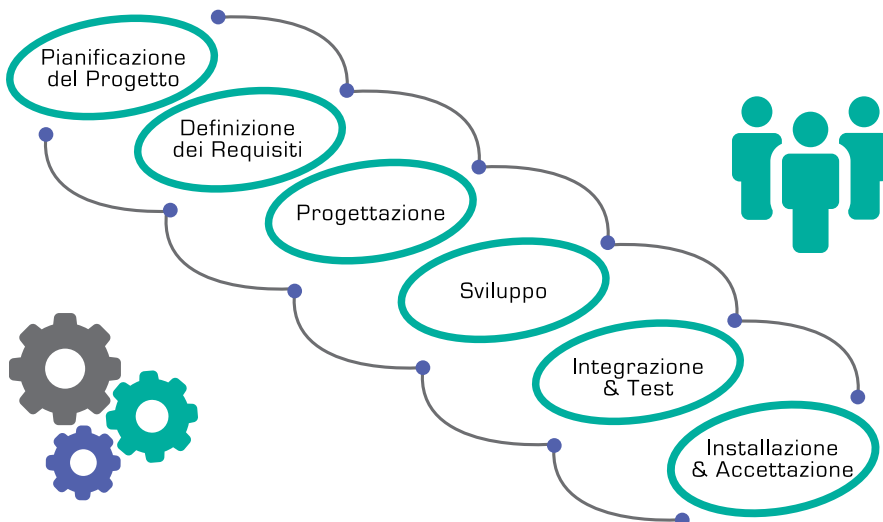 Pianificazione
del Progetto
Definizione
dei Requisiti
Progettazione
Sviluppo
Integrazione
& Test
Installazione
& Accettazione